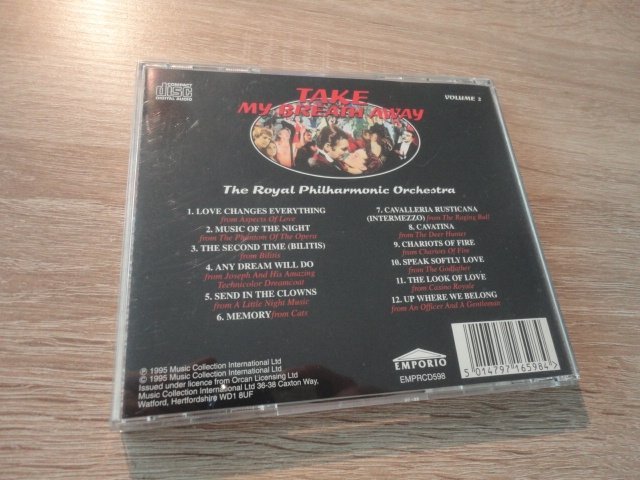 COMPACT
disc
DIGITAL AUDIO
TAKE
MY BREATH AWAY
VOLUME 2
The Royal Philharmonic Orchestra
1. LOVE CHANGES EVERYTHING
from Aspects Of Love
2. MUSIC OF THE NIGHT
from The Phantom Of The Opera
3. THE SECOND TIME (BILITIS)
from Bilitis
4. ANY DREAM WILL DO
from Joseph And His Amazing
Technicolor Dreamcoat
5. SEND IN THE CLOWNS
from A Little Night Music
6. MEMORY from Cats
7. CAVALLERIA RUSTICANA
(INTERMEZZO) from The Raging Bull
8. CAVATINA
from The Deer Hunter
9. CHARIOTS OF FIRE
from Chariots Of Fire
10. SPEAK SOFTLY LOVE
from The Godfather
11. THE LOOK OF LOVE
from Casino Royale
12. UP WHERE WE BELONG
from An Officer And A Gentleman
℗ 1995 Music Collection International Ltd
© 1995 Music Collection International Ltd
Issued under licence from Orcan Licensing Ltd
Music Collection International Ltd 36-38 Caxton Way,
Watford, Hertfordshire WD1 8UF
EMPORIO
EMPRCD598
5 014797 165984 >